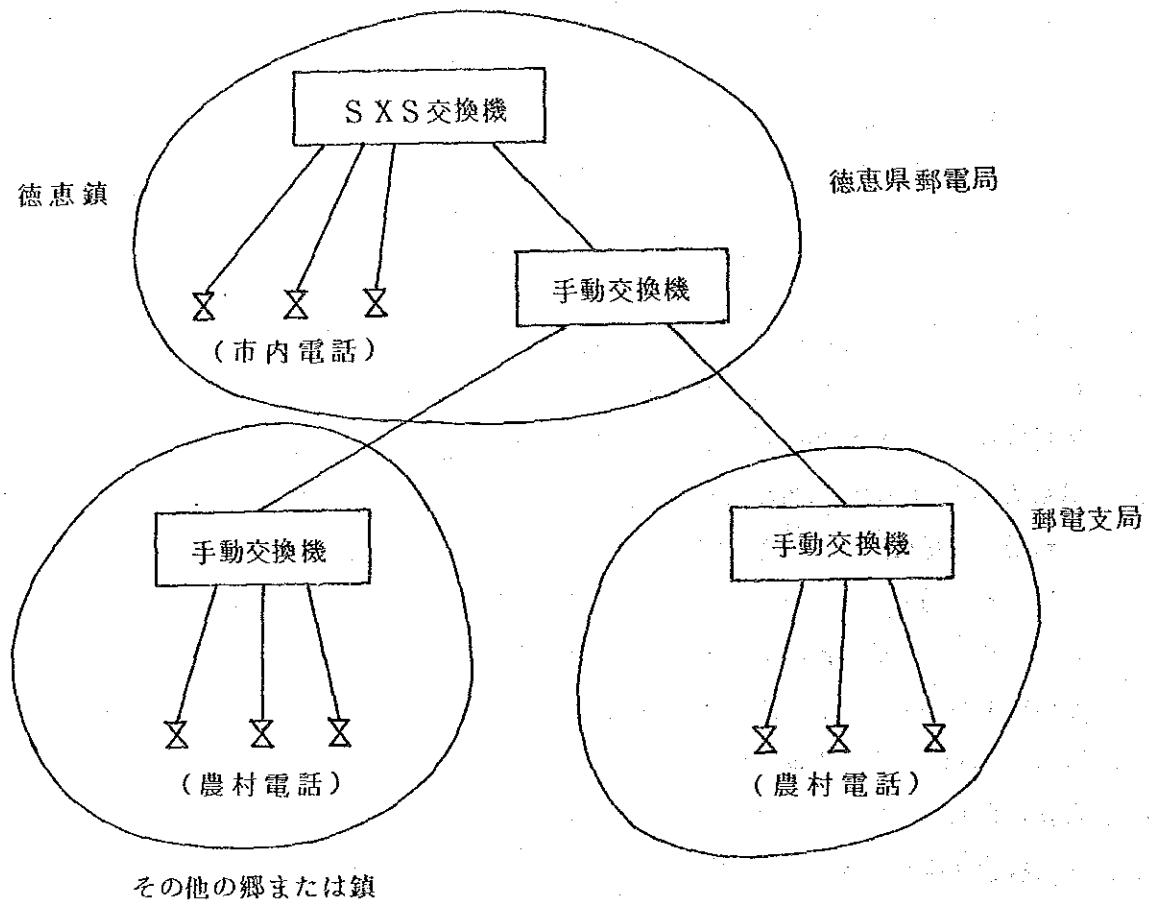 SXS交換機
徳恵鎮
徳恵県郵電局
手動交換機
(市内電話)
手動交換機
手動交換機
郵電支局
(農村電話)
(農村電話)
その他の郷または鎮